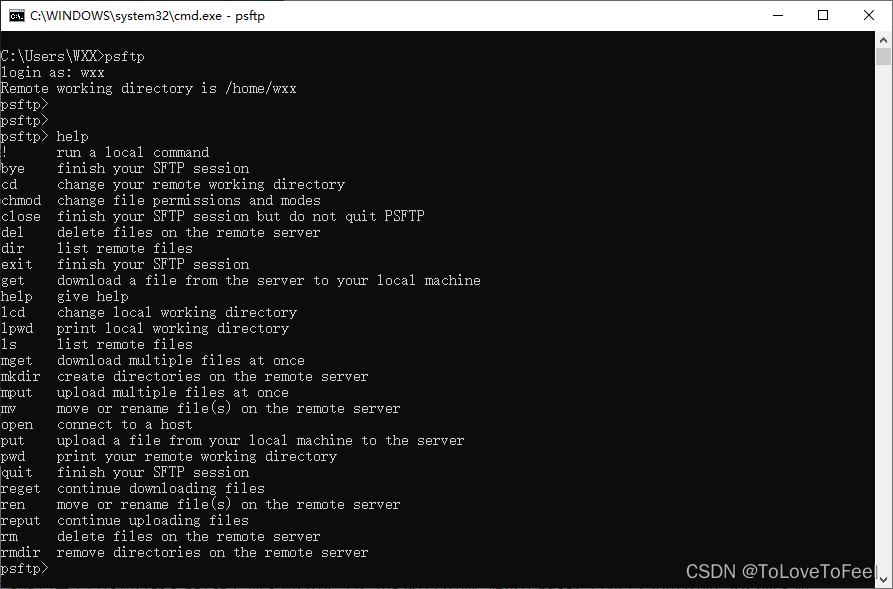 C:\WINDOWS\system32\cmd.exe - psftp
C:\Users\WXX>psftp
login as: wxx
Remote working directory is /home/wxx
psftp>
psftp>
psftp> help
!      run a local command
bye    finish your SFTP session
cd     change your remote working directory
chmod  change file permissions and modes
close  finish your SFTP session but do not quit PSFTP
del    delete files on the remote server
dir    list remote files
exit   finish your SFTP session
get    download a file from the server to your local machine
help   give help
lcd    change local working directory
lpwd   print local working directory
ls     list remote files
mget   download multiple files at once
mkdir  create directories on the remote server
mput   upload multiple files at once
mv     move or rename file(s) on the remote server
open   connect to a host
put    upload a file from your local machine to the server
pwd    print your remote working directory
quit   finish your SFTP session
reget  continue downloading files
ren    move or rename file(s) on the remote server
reput  continue uploading files
rm     delete files on the remote server
rmdir  remove directories on the remote server
psftp>
CSDN @ToLoveToFeel